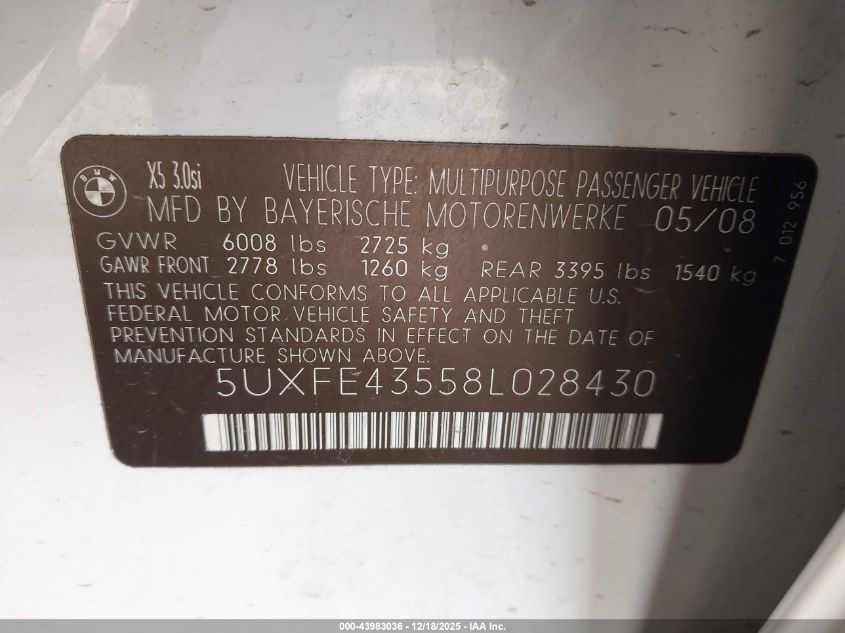 BMW
X5 3.0si VEHICLE TYPE: MULTIPURPOSE PASSENGER VEHICLE
MFD BY BAYERISCHE MOTORENWERKE 05/08
GVWR 6008 lbs 2725 kg
GAWR FRONT 2778 lbs 1260 kg REAR 3395 lbs 1540 kg
THIS VEHICLE CONFORMS TO ALL APPLICABLE U.S.
FEDERAL MOTOR VEHICLE SAFETY AND THEFT
PREVENTION STANDARDS IN EFFECT ON THE DATE OF
MANUFACTURE SHOWN ABOVE.
5UXFE43558L028430
7 012 956
000-43983036 - 12/18/2025 - IAA Inc.